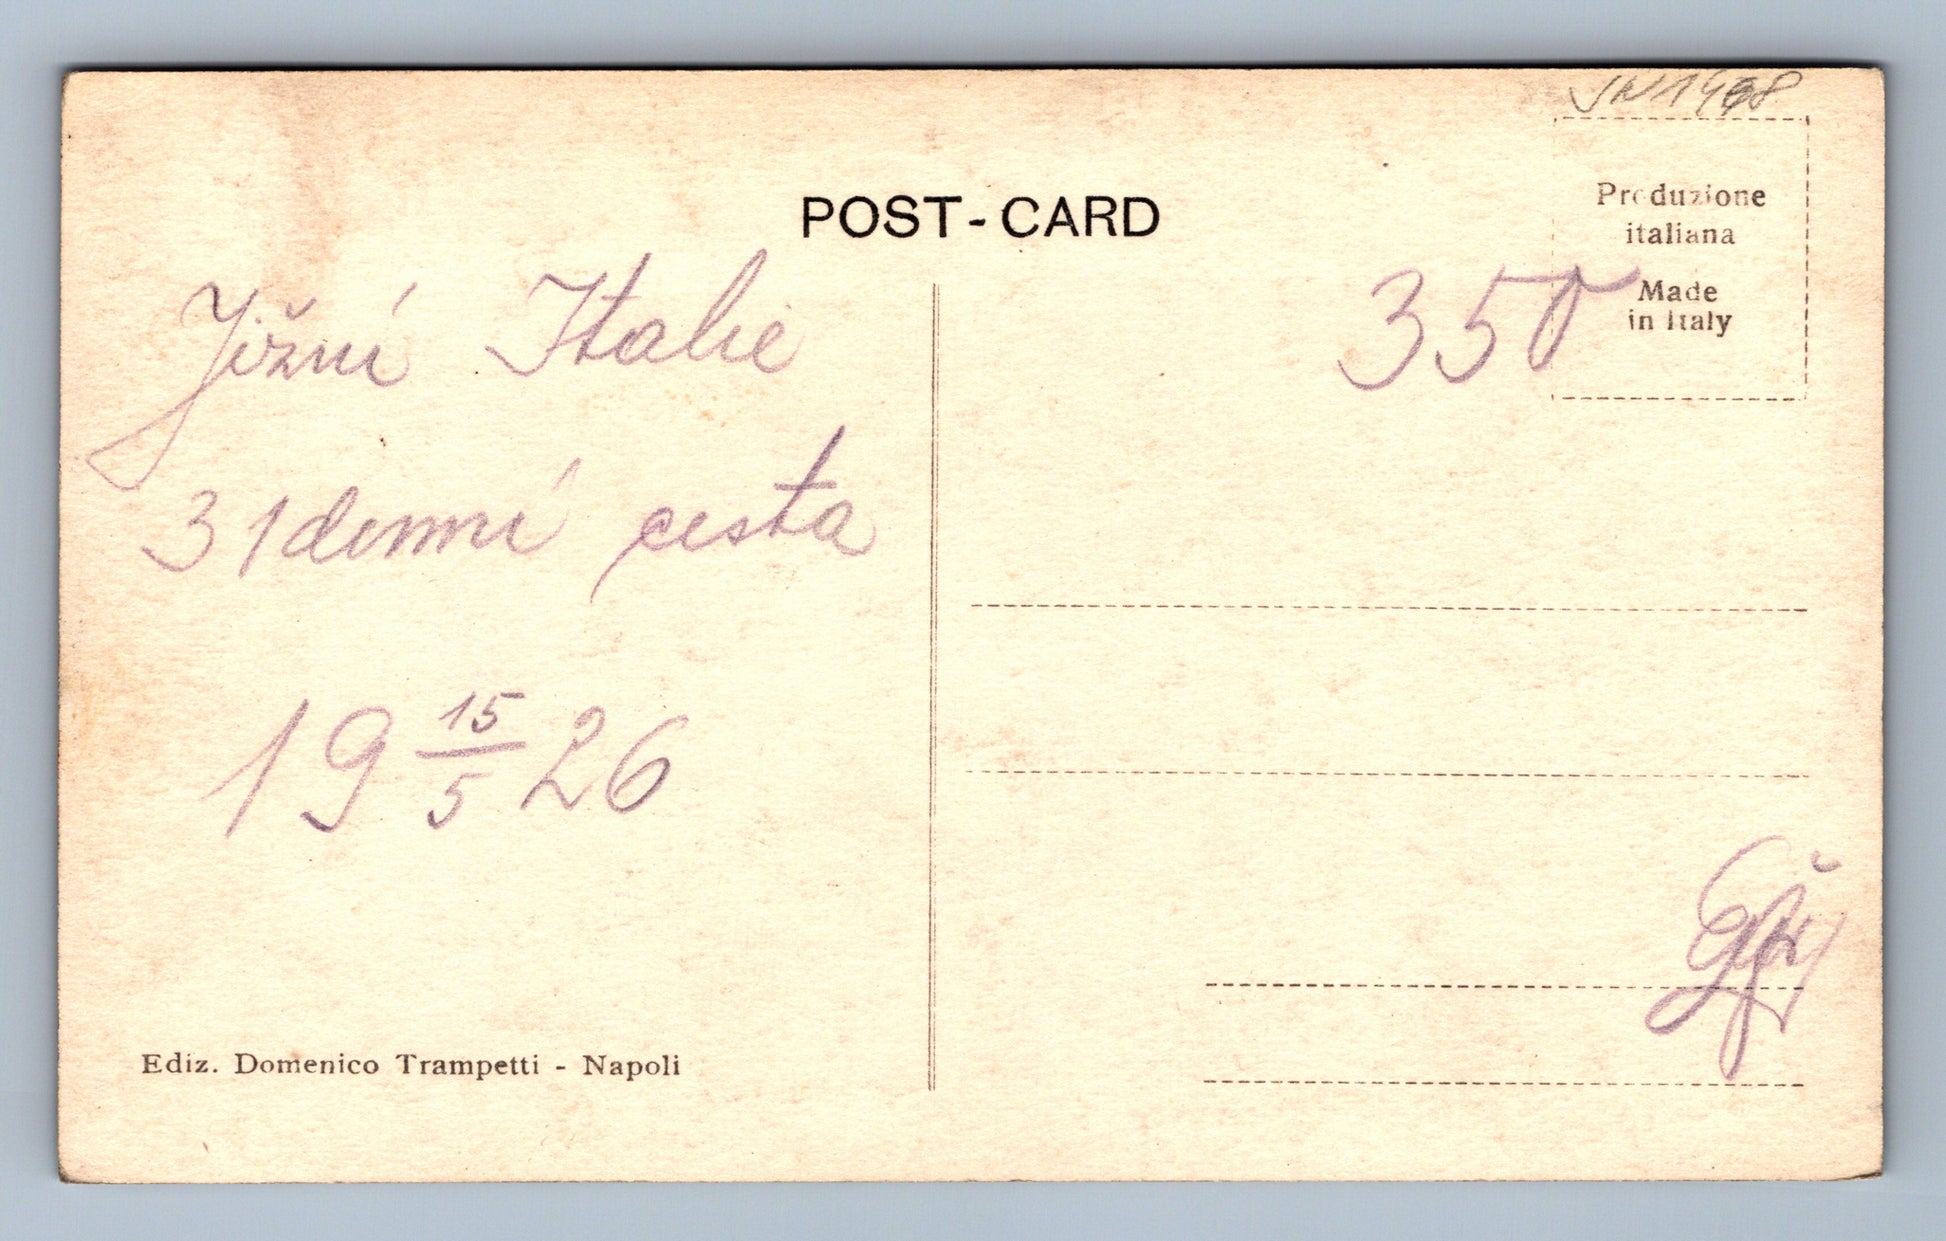 POST-CARD
Produzione
italiana
Made
in Italy
350
Jižní Italie
31denní cesta
19 15/5 26
Ediz. Domenico Trampetti - Napoli